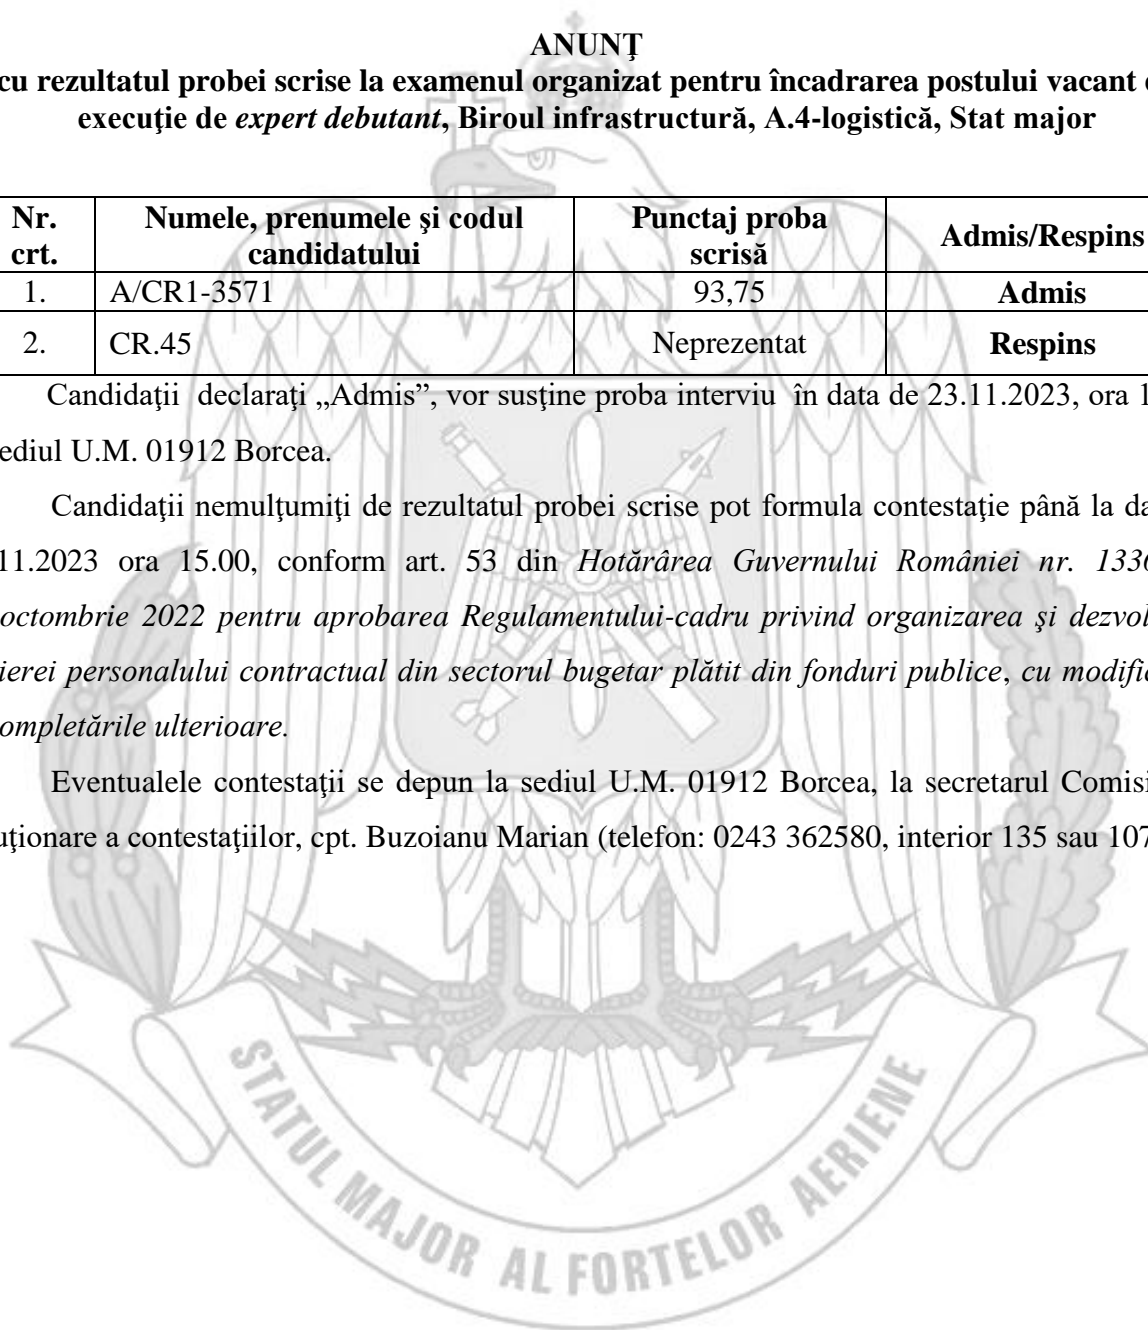 ANUNŢ
cu rezultatul probei scrise la examenul organizat pentru încadrarea postului vacant
execuţie de expert debutant, Biroul infrastructură, A.4-logistică, Stat major
Nr. crt. Numele, prenumele şi codul candidatului Punctaj proba scrisă Admis/Respins
1. A/CR1-3571 93,75 Admis
2. CR.45 Neprezentat Respins
Candidaţii declaraţi „Admis”, vor susţine proba interviu în data de 23.11.2023, ora 1
ediul U.M. 01912 Borcea.
Candidaţii nemulţumiţi de rezultatul probei scrise pot formula contestaţie până la da
11.2023 ora 15.00, conform art. 53 din Hotărârea Guvernului României nr. 1336
octombrie 2022 pentru aprobarea Regulamentului-cadru privind organizarea şi dezvol
ierei personalului contractual din sectorul bugetar plătit din fonduri publice, cu modific
ompletările ulterioare.
Eventualele contestaţii se depun la sediul U.M. 01912 Borcea, la secretarul Comisi
uţionare a contestaţiilor, cpt. Buzoianu Marian (telefon: 0243 362580, interior 135 sau 107
STATUL MAJOR AL FORTELOR AERIENE